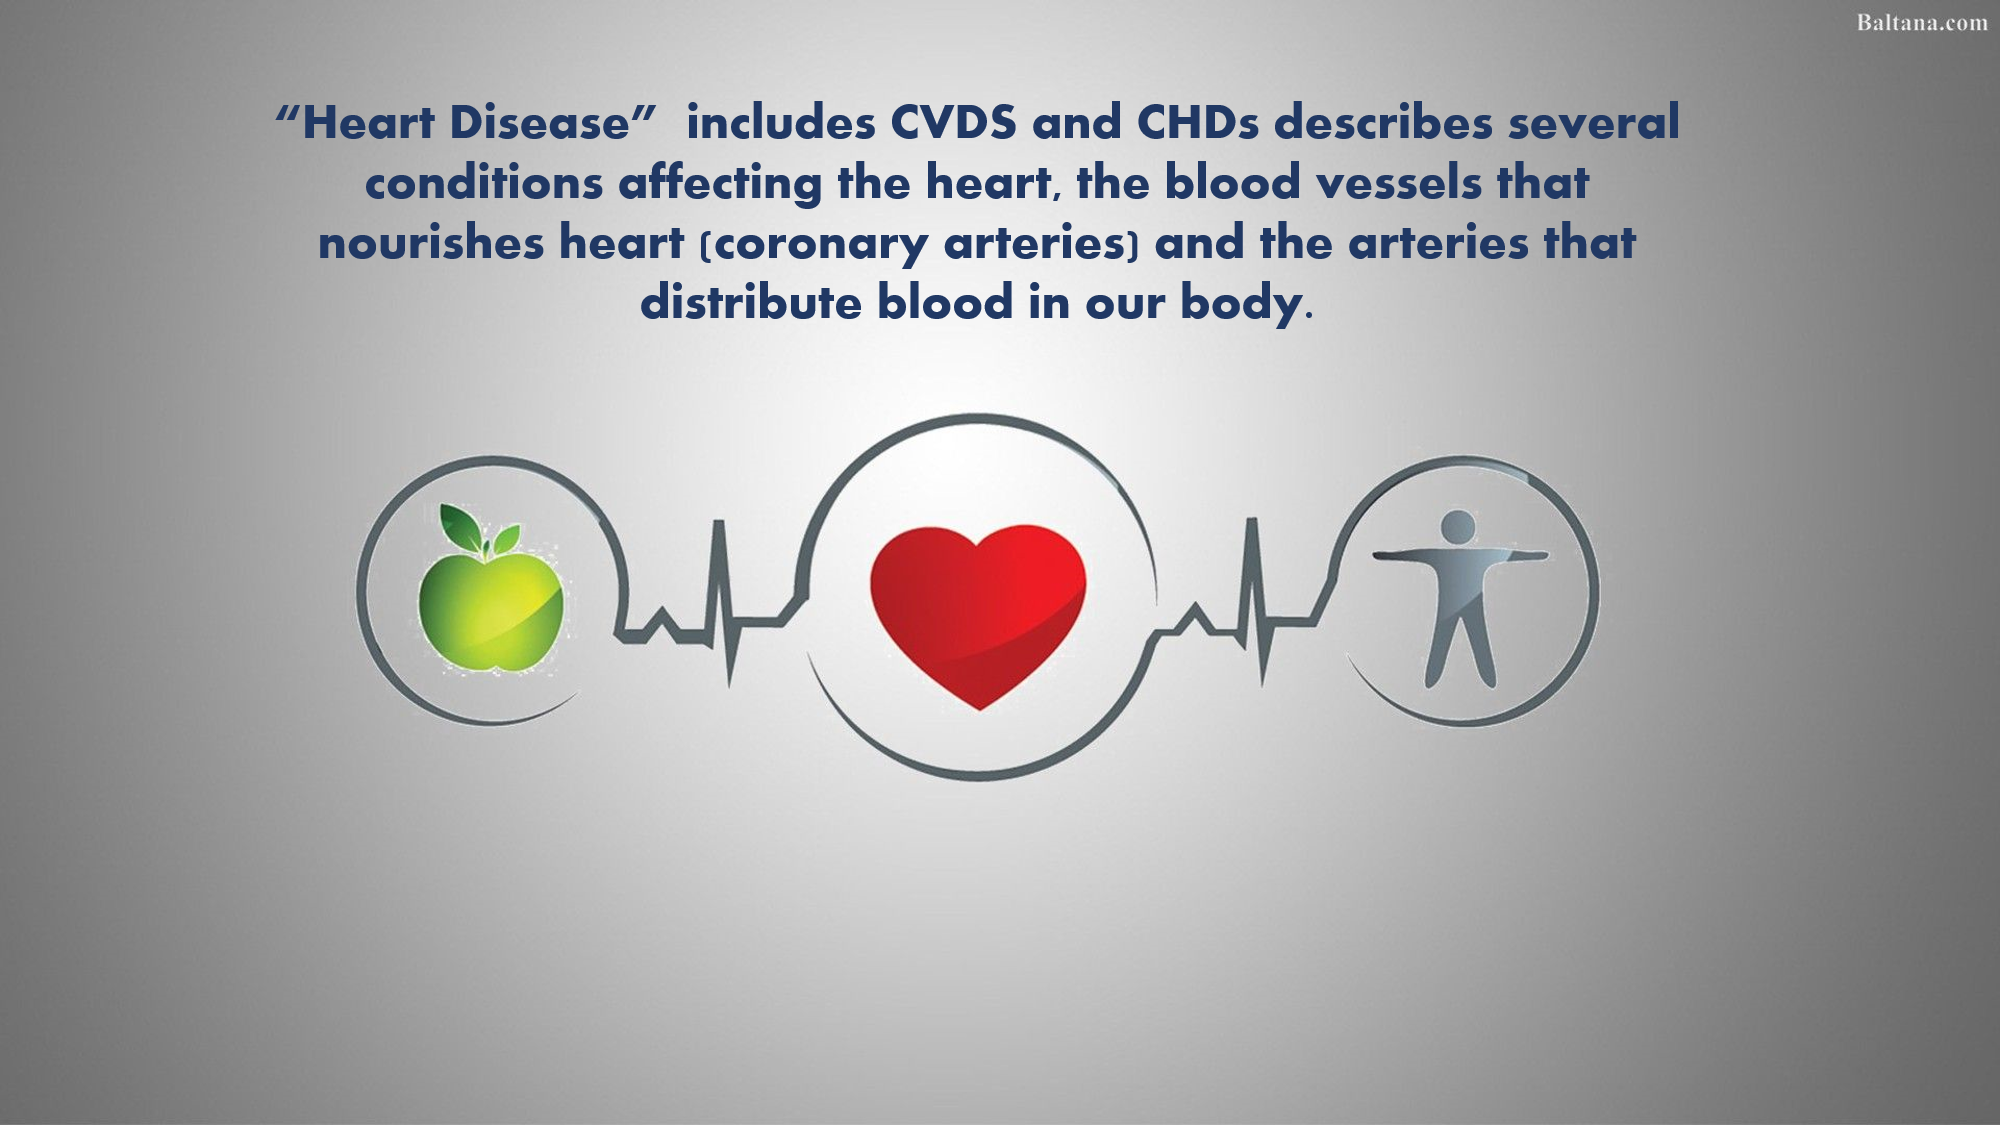 Baltana.com
“Heart Disease”  includes CVDS and CHDs describes several
conditions affecting the heart, the blood vessels that
nourishes heart (coronary arteries) and the arteries that
distribute blood in our body.